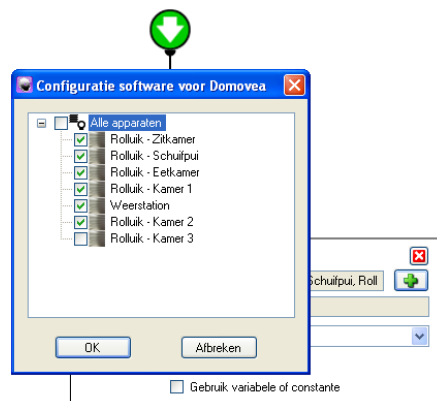 Configuratie software voor Domovea
Alle apparaten
Rolluik - Zitkamer
Rolluik - Schuifpui
Rolluik - Eetkamer
Rolluik - Kamer 1
Weerstation
Rolluik - Kamer 2
Rolluik - Kamer 3
Schuifpui, Roll
OK
Afbreken
Gebruik variabele of constante